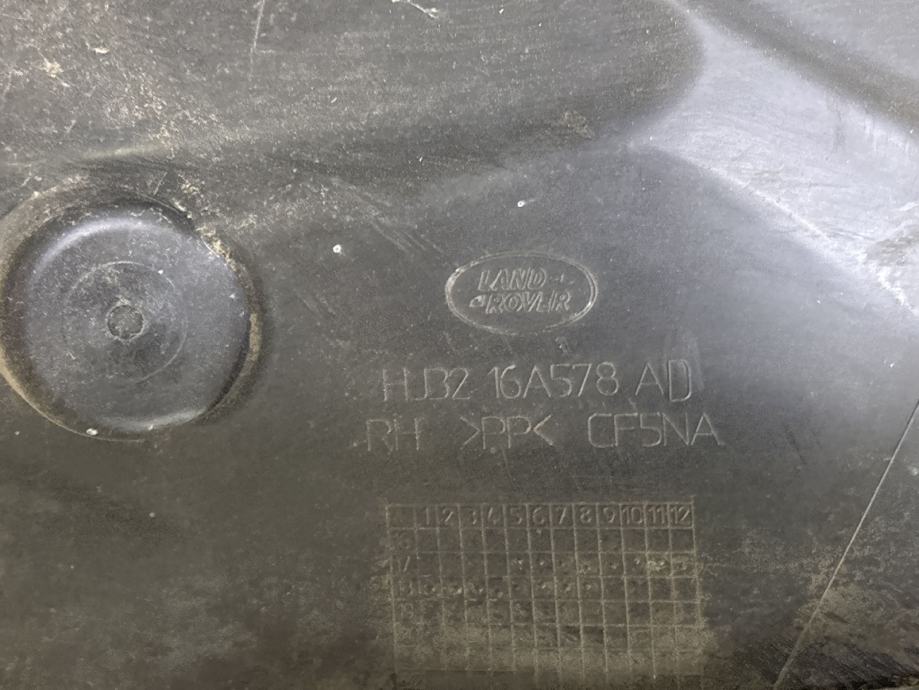 LAND
ROVER
HJ32 16A578 AD
RH >PP< CF5NA
1 2 3 4 5 6 7 8 9 10 11 12